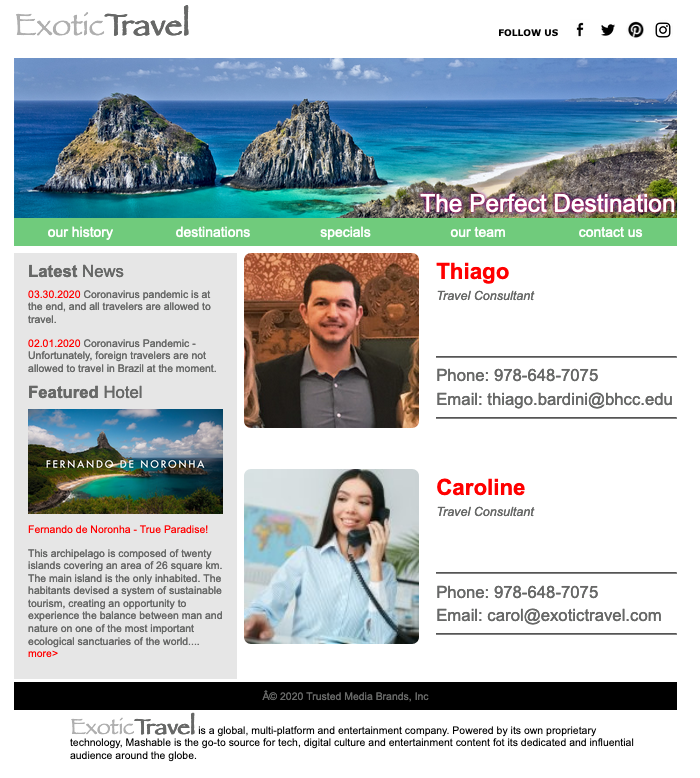 ExoticTravel
FOLLOW US
The Perfect Destination
our history destinations specials our team contact us
Latest News
03.30.2020 Coronavirus pandemic is at
the end, and all travelers are allowed to
travel.
02.01.2020 Coronavirus Pandemic -
Unfortunately, foreign travelers are not
allowed to travel in Brazil at the moment.
Featured Hotel
FERNANDO DE NORONHA
Fernando de Noronha - True Paradise!
This archipelago is composed of twenty
islands covering an area of 26 square km.
The main island is the only inhabited. The
habitants devised a system of sustainable
tourism, creating an opportunity to
experience the balance between man and
nature on one of the most important
ecological sanctuaries of the world....
more>
Thiago
Travel Consultant
Phone: 978-648-7075
Email: thiago.bardini@bhcc.edu
Caroline
Travel Consultant
Phone: 978-648-7075
Email: carol@exotictravel.com
Â© 2020 Trusted Media Brands, Inc
ExoticTravel is a global, multi-platform and entertainment company. Powered by its own proprietary
technology, Mashable is the go-to source for tech, digital culture and entertainment content fot its dedicated and influential
audience around the globe.